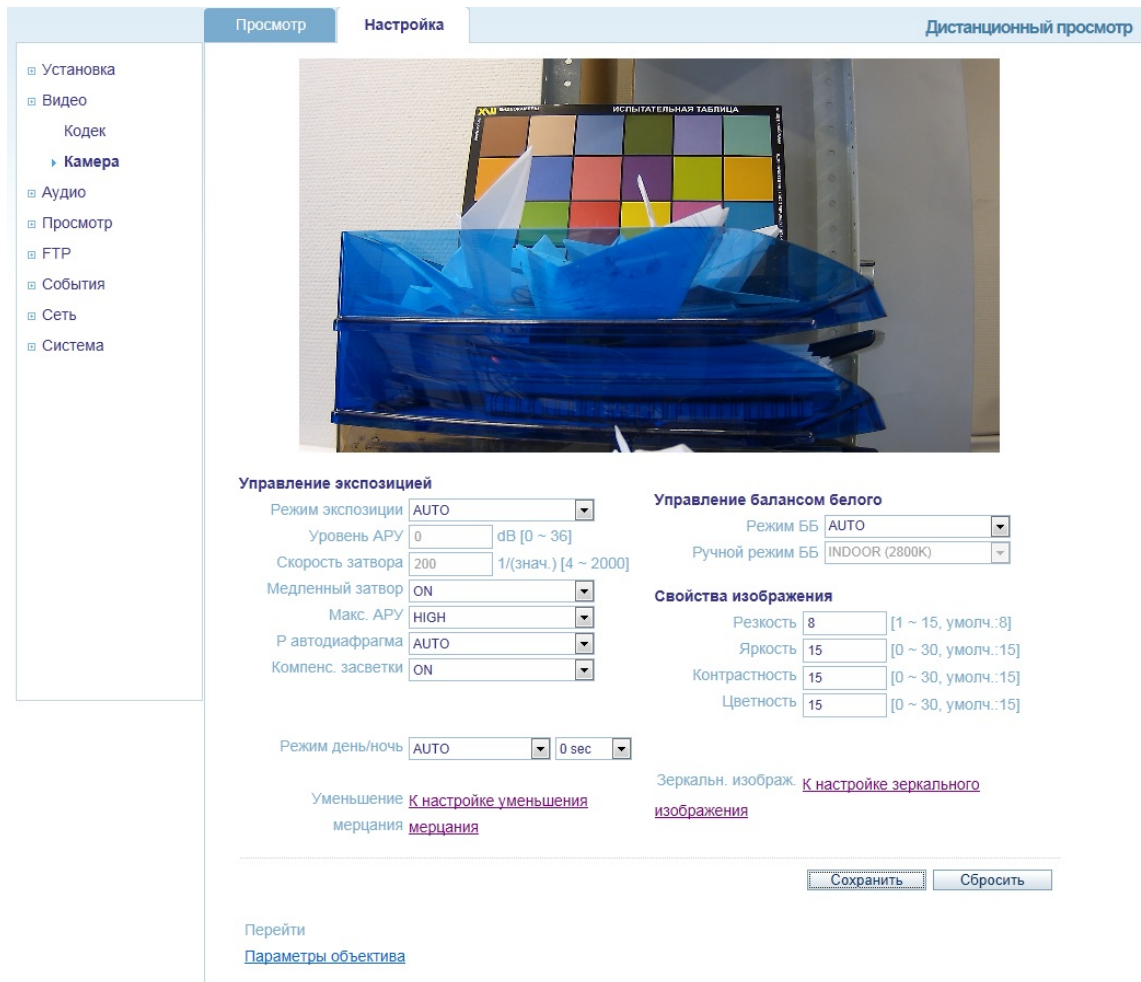 Просмотр
Настройка
Дистанционный просмотр
Установка
Видео
Кодек
Камера
Аудио
Просмотр
FTP
События
Сеть
Система
ВИДЕОКАМЕРЫ
ИСПЫТАТЕЛЬНАЯ ТАБЛИЦА
Управление экспозицией
Режим экспозиции AUTO
Уровень АРУ 0 dB [0 ~ 36]
Скорость затвора 200 1/(знач.) [4 ~ 2000]
Медленный затвор ON
Макс. АРУ HIGH
Р автодиафрагма AUTO
Компенс. засветки ON
Режим день/ночь AUTO 0 sec
Уменьшение К настройке уменьшения
мерцания мерцания
Управление балансом белого
Режим ББ AUTO
Ручной режим ББ INDOOR (2800K)
Свойства изображения
Резкость 8 [1 ~ 15, умолч.:8]
Яркость 15 [0 ~ 30, умолч.:15]
Контрастность 15 [0 ~ 30, умолч.:15]
Цветность 15 [0 ~ 30, умолч.:15]
Зеркальн. изображ. К настройке зеркального
изображения
Сохранить Сбросить
Перейти
Параметры объектива